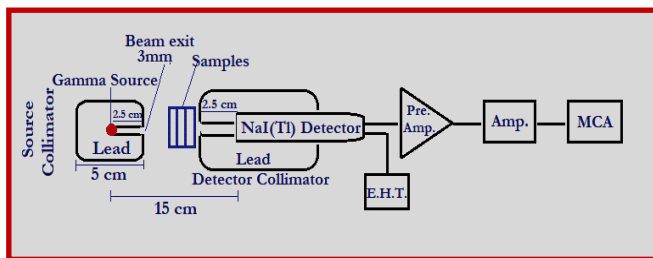 Beam exit
3mm
Samples
Gamma Source
Source
Collimator
2.5 cm
Lead
5 cm
2.5 cm
NaI(Tl) Detector
Lead
Detector Collimator
15 cm
Pre.
Amp.
Amp.
MCA
E.H.T.